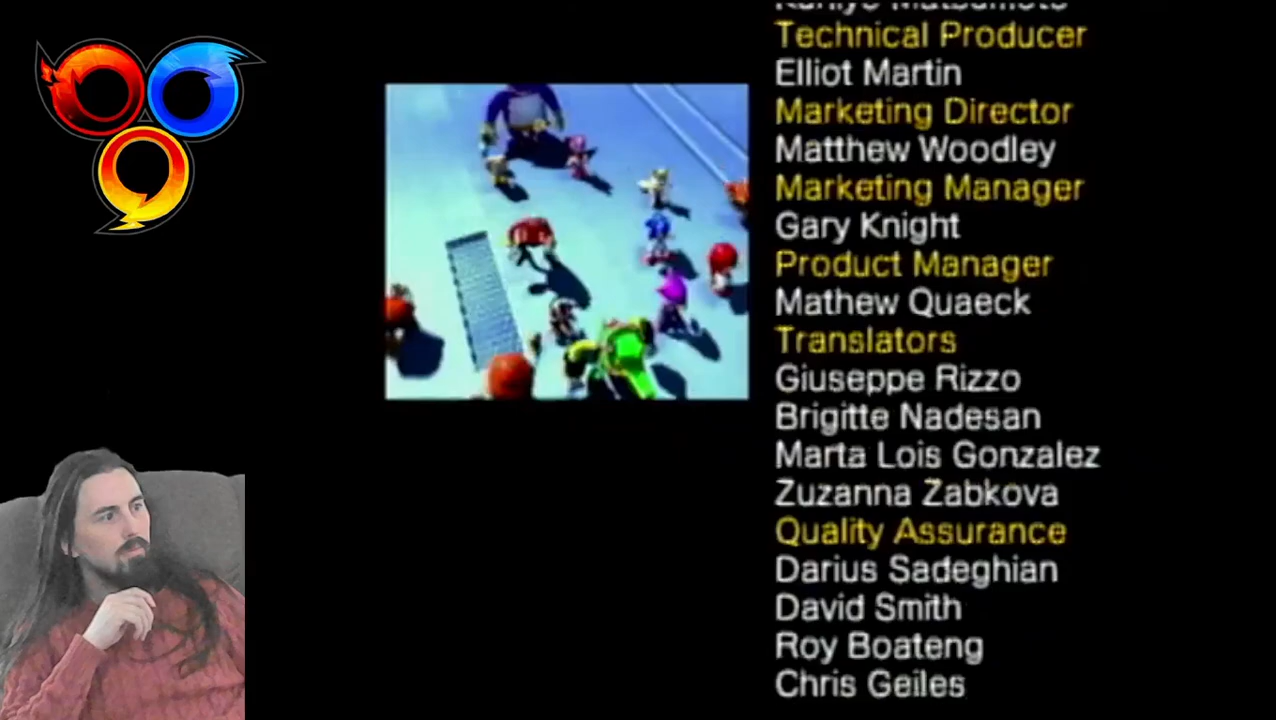 Technical Producer
Elliot Martin
Marketing Director
Matthew Woodley
Marketing Manager
Gary Knight
Product Manager
Mathew Quaeck
Translators
Giuseppe Rizzo
Brigitte Nadesan
Marta Lois Gonzalez
Zuzanna Zabkova
Quality Assurance
Darius Sadeghian
David Smith
Roy Boateng
Chris Geiles